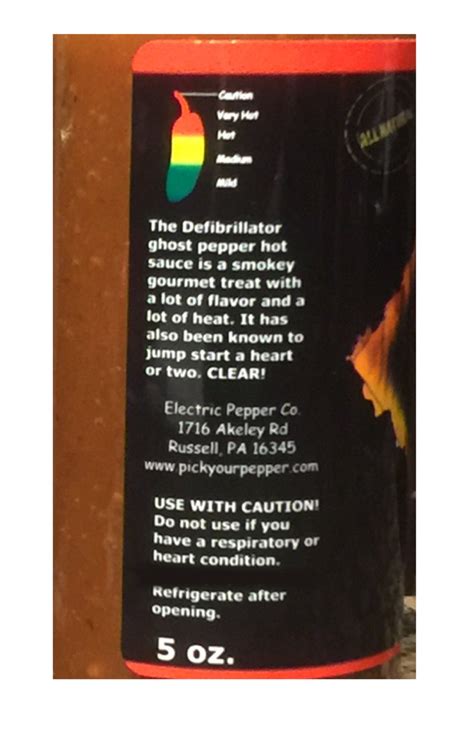 Caution
Very Hot
Hot
Medium
Mild
ALL NATURAL
The Defibrillator
ghost pepper hot
sauce is a smokey
gourmet treat with
a lot of flavor and a
lot of heat. It has
also been known to
jump start a heart
or two. CLEAR!
Electric Pepper Co.
1716 Akeley Rd
Russell, PA 16345
www.pickyourpepper.com
USE WITH CAUTION!
Do not use if you
have a respiratory or
heart condition.
Refrigerate after
opening.
5 oz.